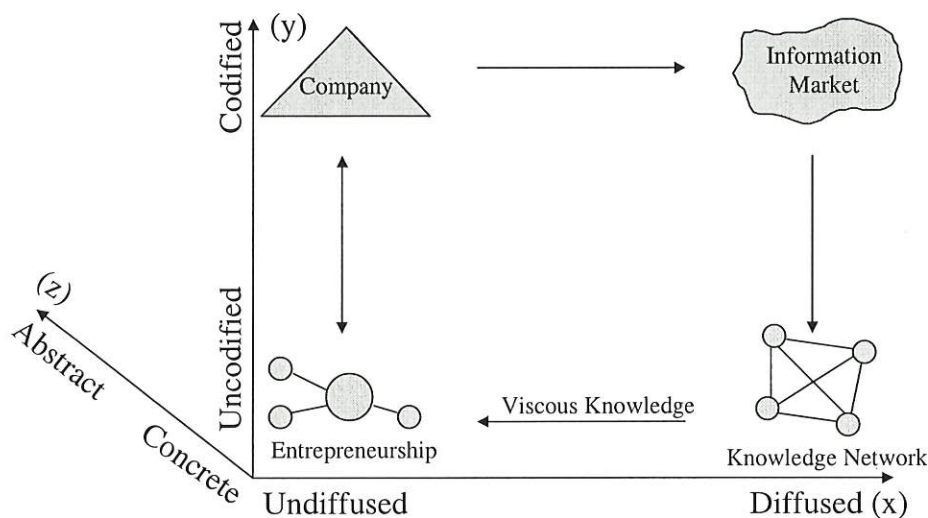 (y)
Codified
Company
Information
Market
(z)
Abstract
Uncodified
Concrete
Viscous Knowledge
Entrepreneurship
Knowledge Network
Undiffused
Diffused (x)